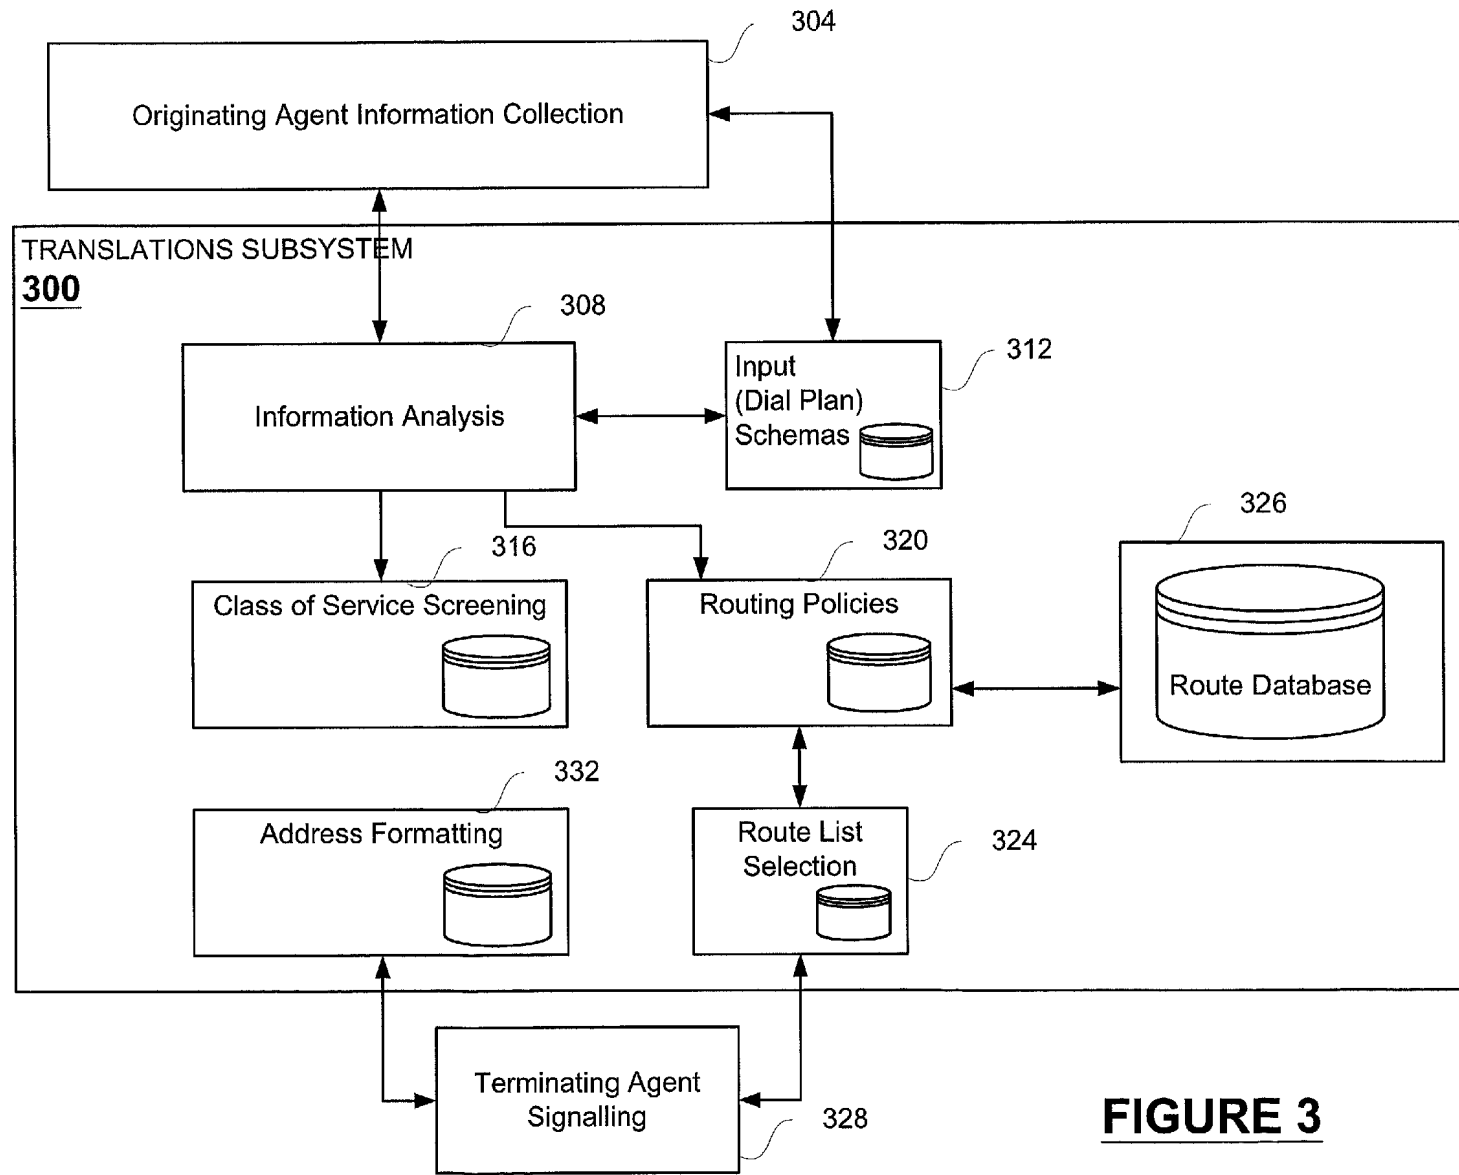 304
Originating Agent Information Collection
TRANSLATIONS SUBSYSTEM
300
308
Information Analysis
312
Input
(Dial Plan)
Schemas
316
Class of Service Screening
320
Routing Policies
326
Route Database
332
Address Formatting
Route List
Selection
324
Terminating Agent
Signalling
328
FIGURE 3